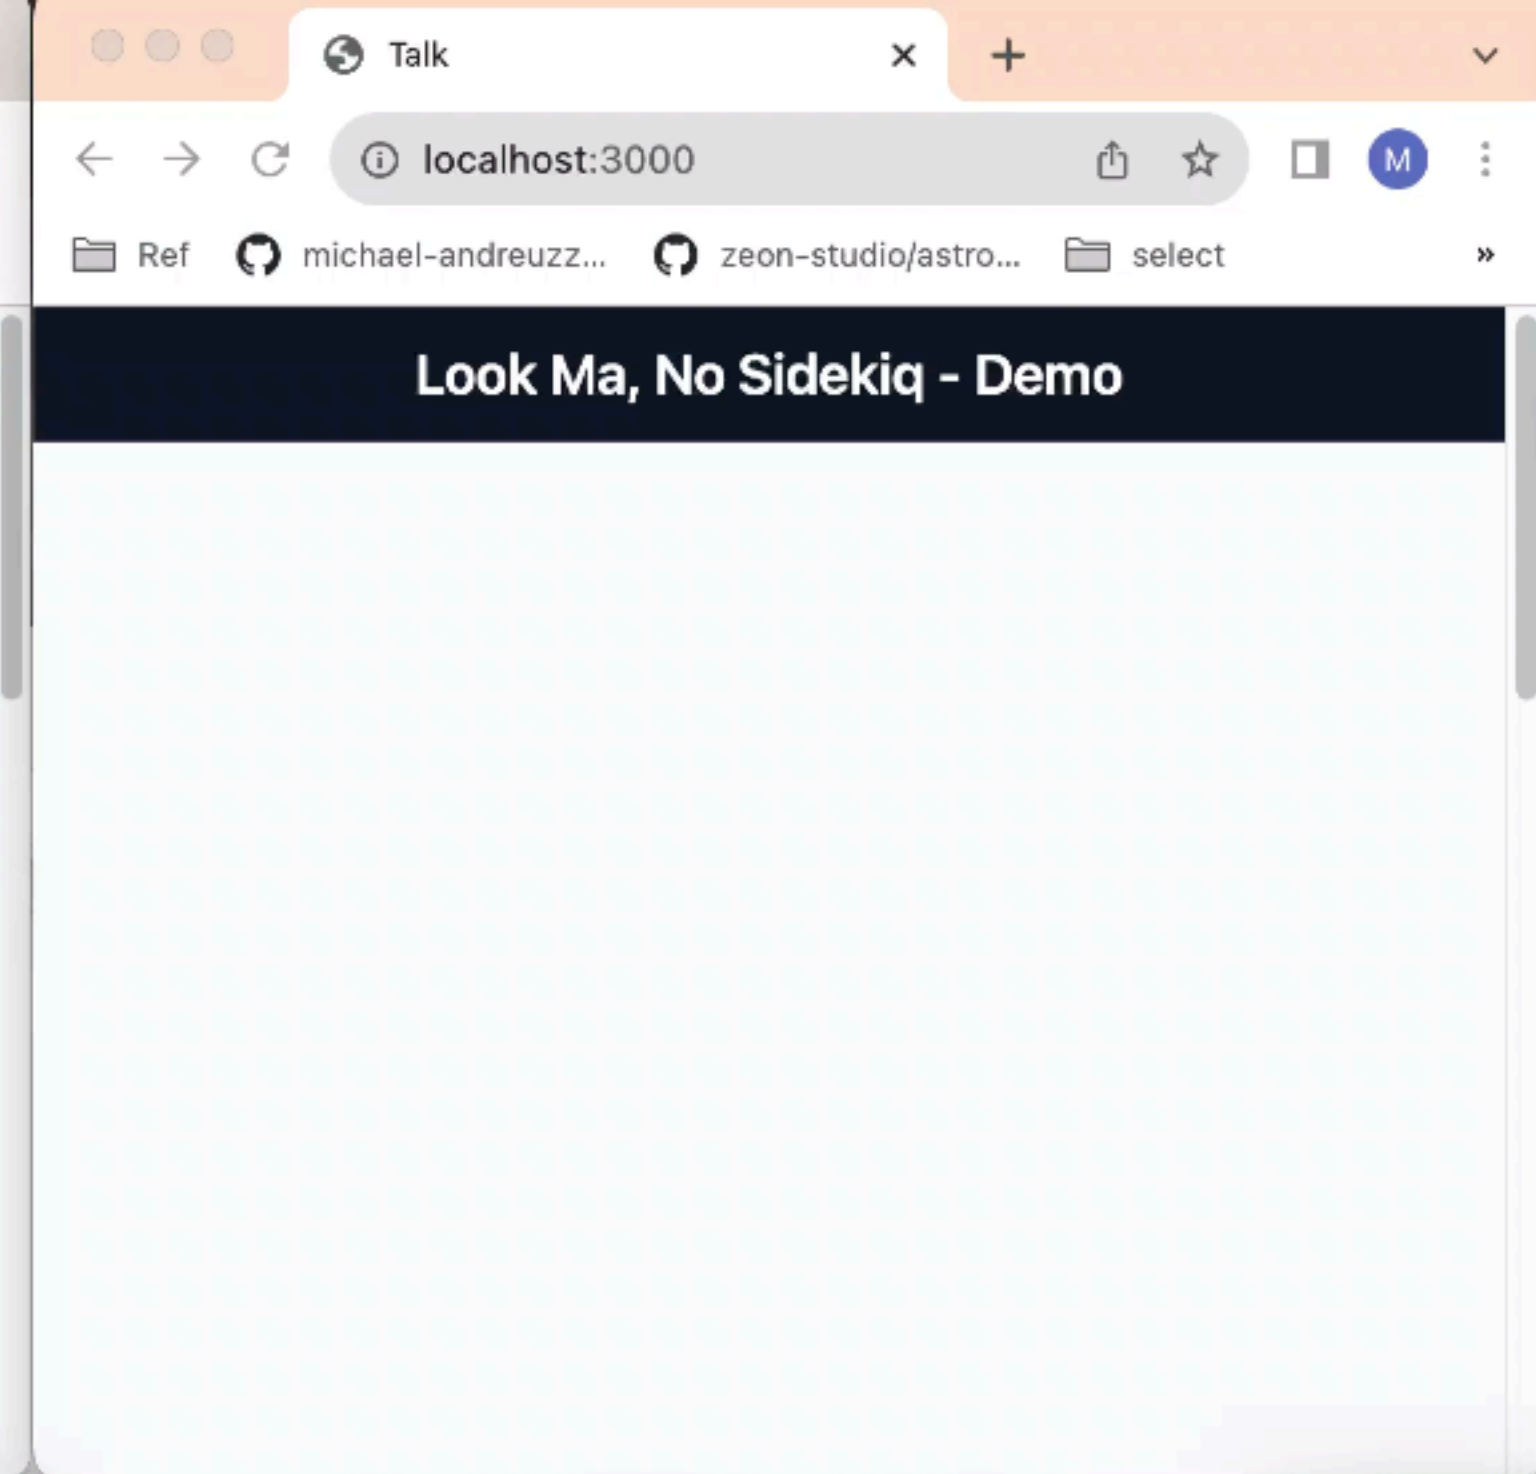 Talk
localhost:3000
M
Ref
michael-andreuzz...
zeon-studio/astro...
select
Look Ma, No Sidekiq - Demo